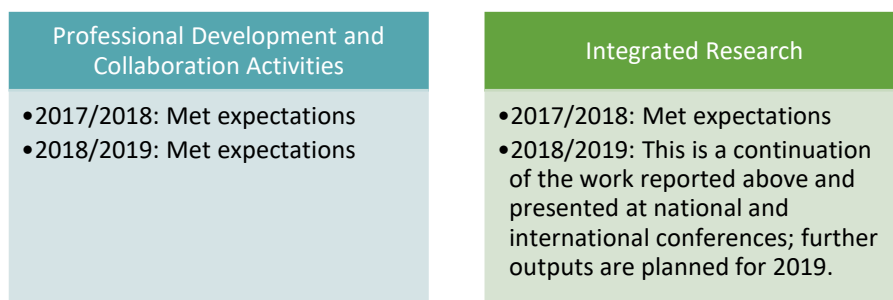 Professional Development and
Collaboration Activities
•2017/2018: Met expectations
•2018/2019: Met expectations
Integrated Research
•2017/2018: Met expectations
•2018/2019: This is a continuation
of the work reported above and
presented at national and
international conferences; further
outputs are planned for 2019.